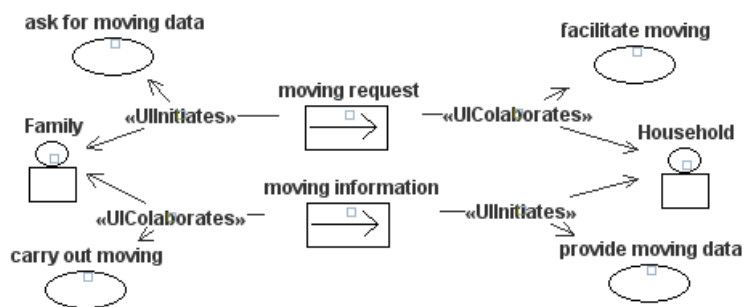 ask for moving data
facilitate moving
moving request
«UIInitiates»
«UIColaborates»
Family
Household
moving information
«UIColaborates»
«UIInitiates»
carry out moving
provide moving data